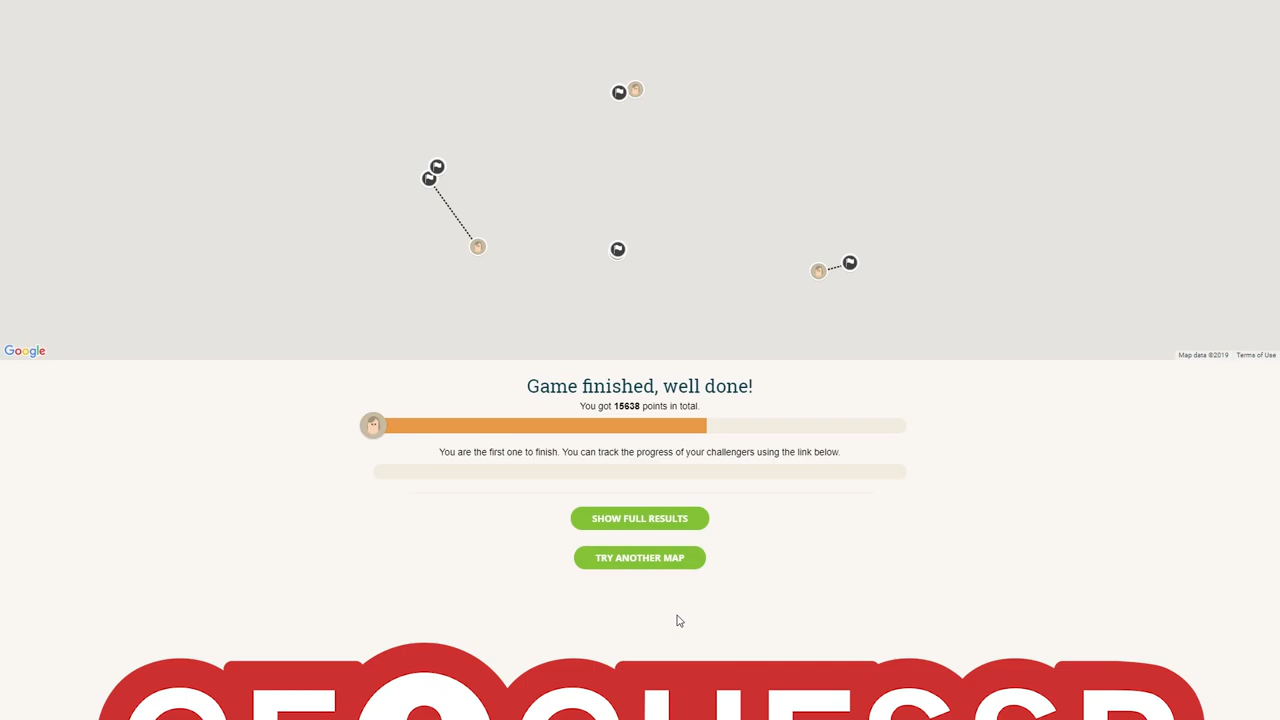 Google
Map data ©2019 Terms of Use
Game finished, well done!
You got 15638 points in total.
You are the first one to finish. You can track the progress of your challengers using the link below.
SHOW FULL RESULTS
TRY ANOTHER MAP
GEOGUESSR